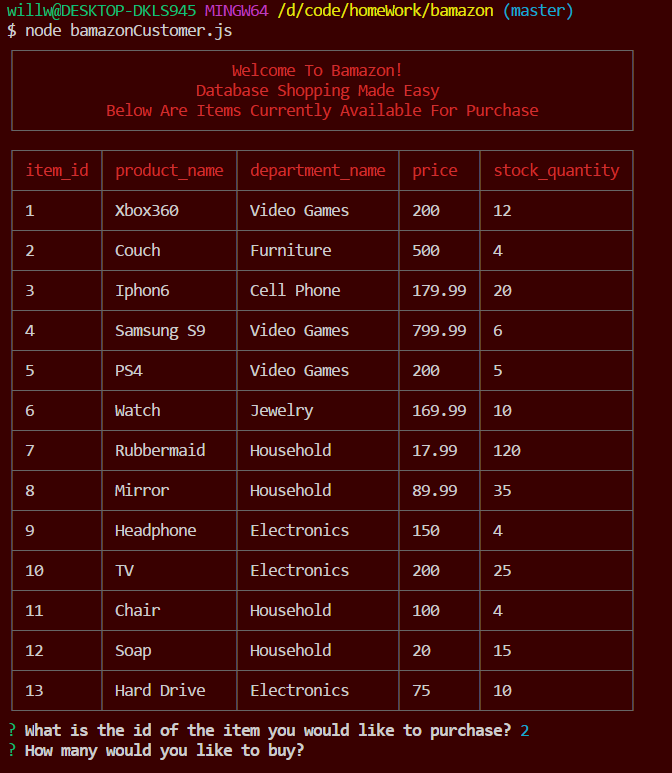 willw@DESKTOP-DKLS945 MINGW64 /d/code/homeWork/bamazon (master)
$ node bamazonCustomer.js
Welcome To Bamazon!
Database Shopping Made Easy
Below Are Items Currently Available For Purchase
item_id product_name department_name price stock_quantity
1 Xbox360 Video Games 200 12
2 Couch Furniture 500 4
3 Iphon6 Cell Phone 179.99 20
4 Samsung S9 Video Games 799.99 6
5 PS4 Video Games 200 5
6 Watch Jewelry 169.99 10
7 Rubbermaid Household 17.99 120
8 Mirror Household 89.99 35
9 Headphone Electronics 150 4
10 TV Electronics 200 25
11 Chair Household 100 4
12 Soap Household 20 15
13 Hard Drive Electronics 75 10
? What is the id of the item you would like to purchase? 2
? How many would you like to buy?